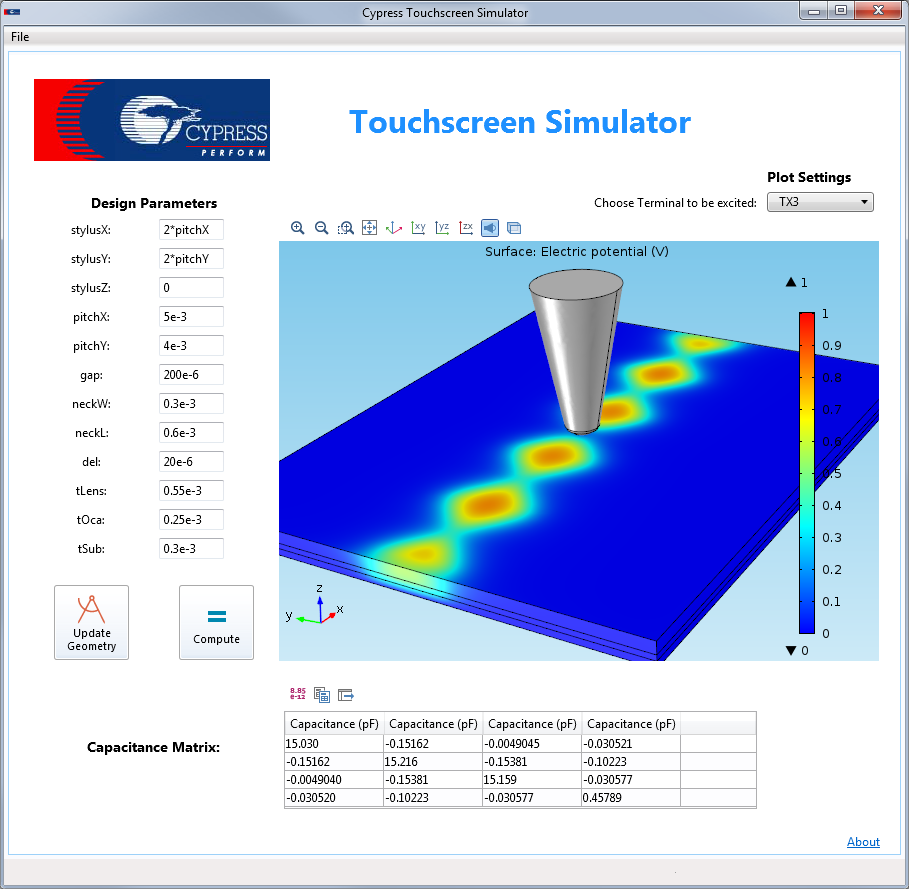 Cypress Touchscreen Simulator
File
CYPRESS
PERFORM
Touchscreen Simulator
Plot Settings
Choose Terminal to be excited: TX3
Design Parameters
stylusX: 2*pitchX
stylusY: 2*pitchY
stylusZ: 0
pitchX: 5e-3
pitchY: 4e-3
gap: 200e-6
neckW: 0.3e-3
neckL: 0.6e-3
del: 20e-6
tLens: 0.55e-3
tOca: 0.25e-3
tSub: 0.3e-3
Update
Geometry
Compute
xy yz zx
Surface: Electric potential (V)
▲ 1
1
0.9
0.8
0.7
0.6
0.5
0.4
0.3
0.2
0.1
0
▼ 0
z
y x
8.85
e-12
Capacitance Matrix:
Capacitance (pF) Capacitance (pF) Capacitance (pF) Capacitance (pF)
15.030 -0.15162 -0.0049045 -0.030521
-0.15162 15.216 -0.15381 -0.10223
-0.0049040 -0.15381 15.159 -0.030577
-0.030520 -0.10223 -0.030577 0.45789
About